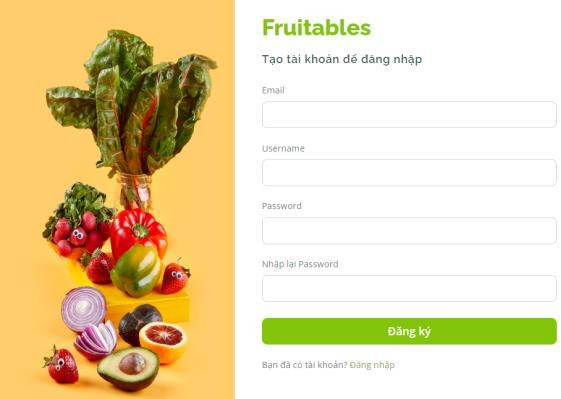 Fruitables
Tạo tài khoản để đăng nhập
Email
Username
Password
Nhập lại Password
Đăng ký
Bạn đã có tài khoản? Đăng nhập